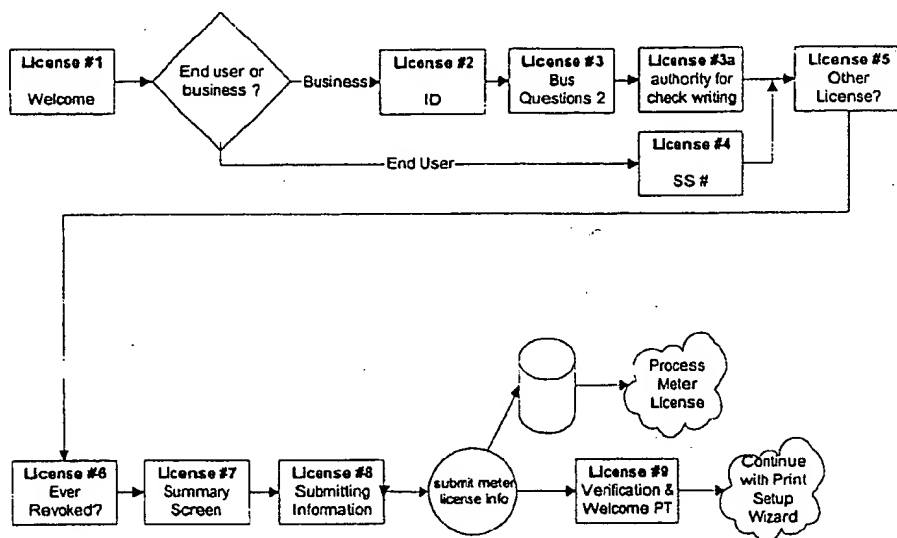 License #1
Welcome
End user or
business ?
Business
License #2
ID
License #3
Bus
Questions 2
License #3a
authority for
check writing
License #5
Other
License?
End User
License #4
SS #
Process
Meter
License
License #6
Ever
Revoked?
License #7
Summary
Screen
License #8
Submitting
Information
submit meter
license info
License #9
Verification &
Welcome PT
Continue
with Print
Setup
Wizard